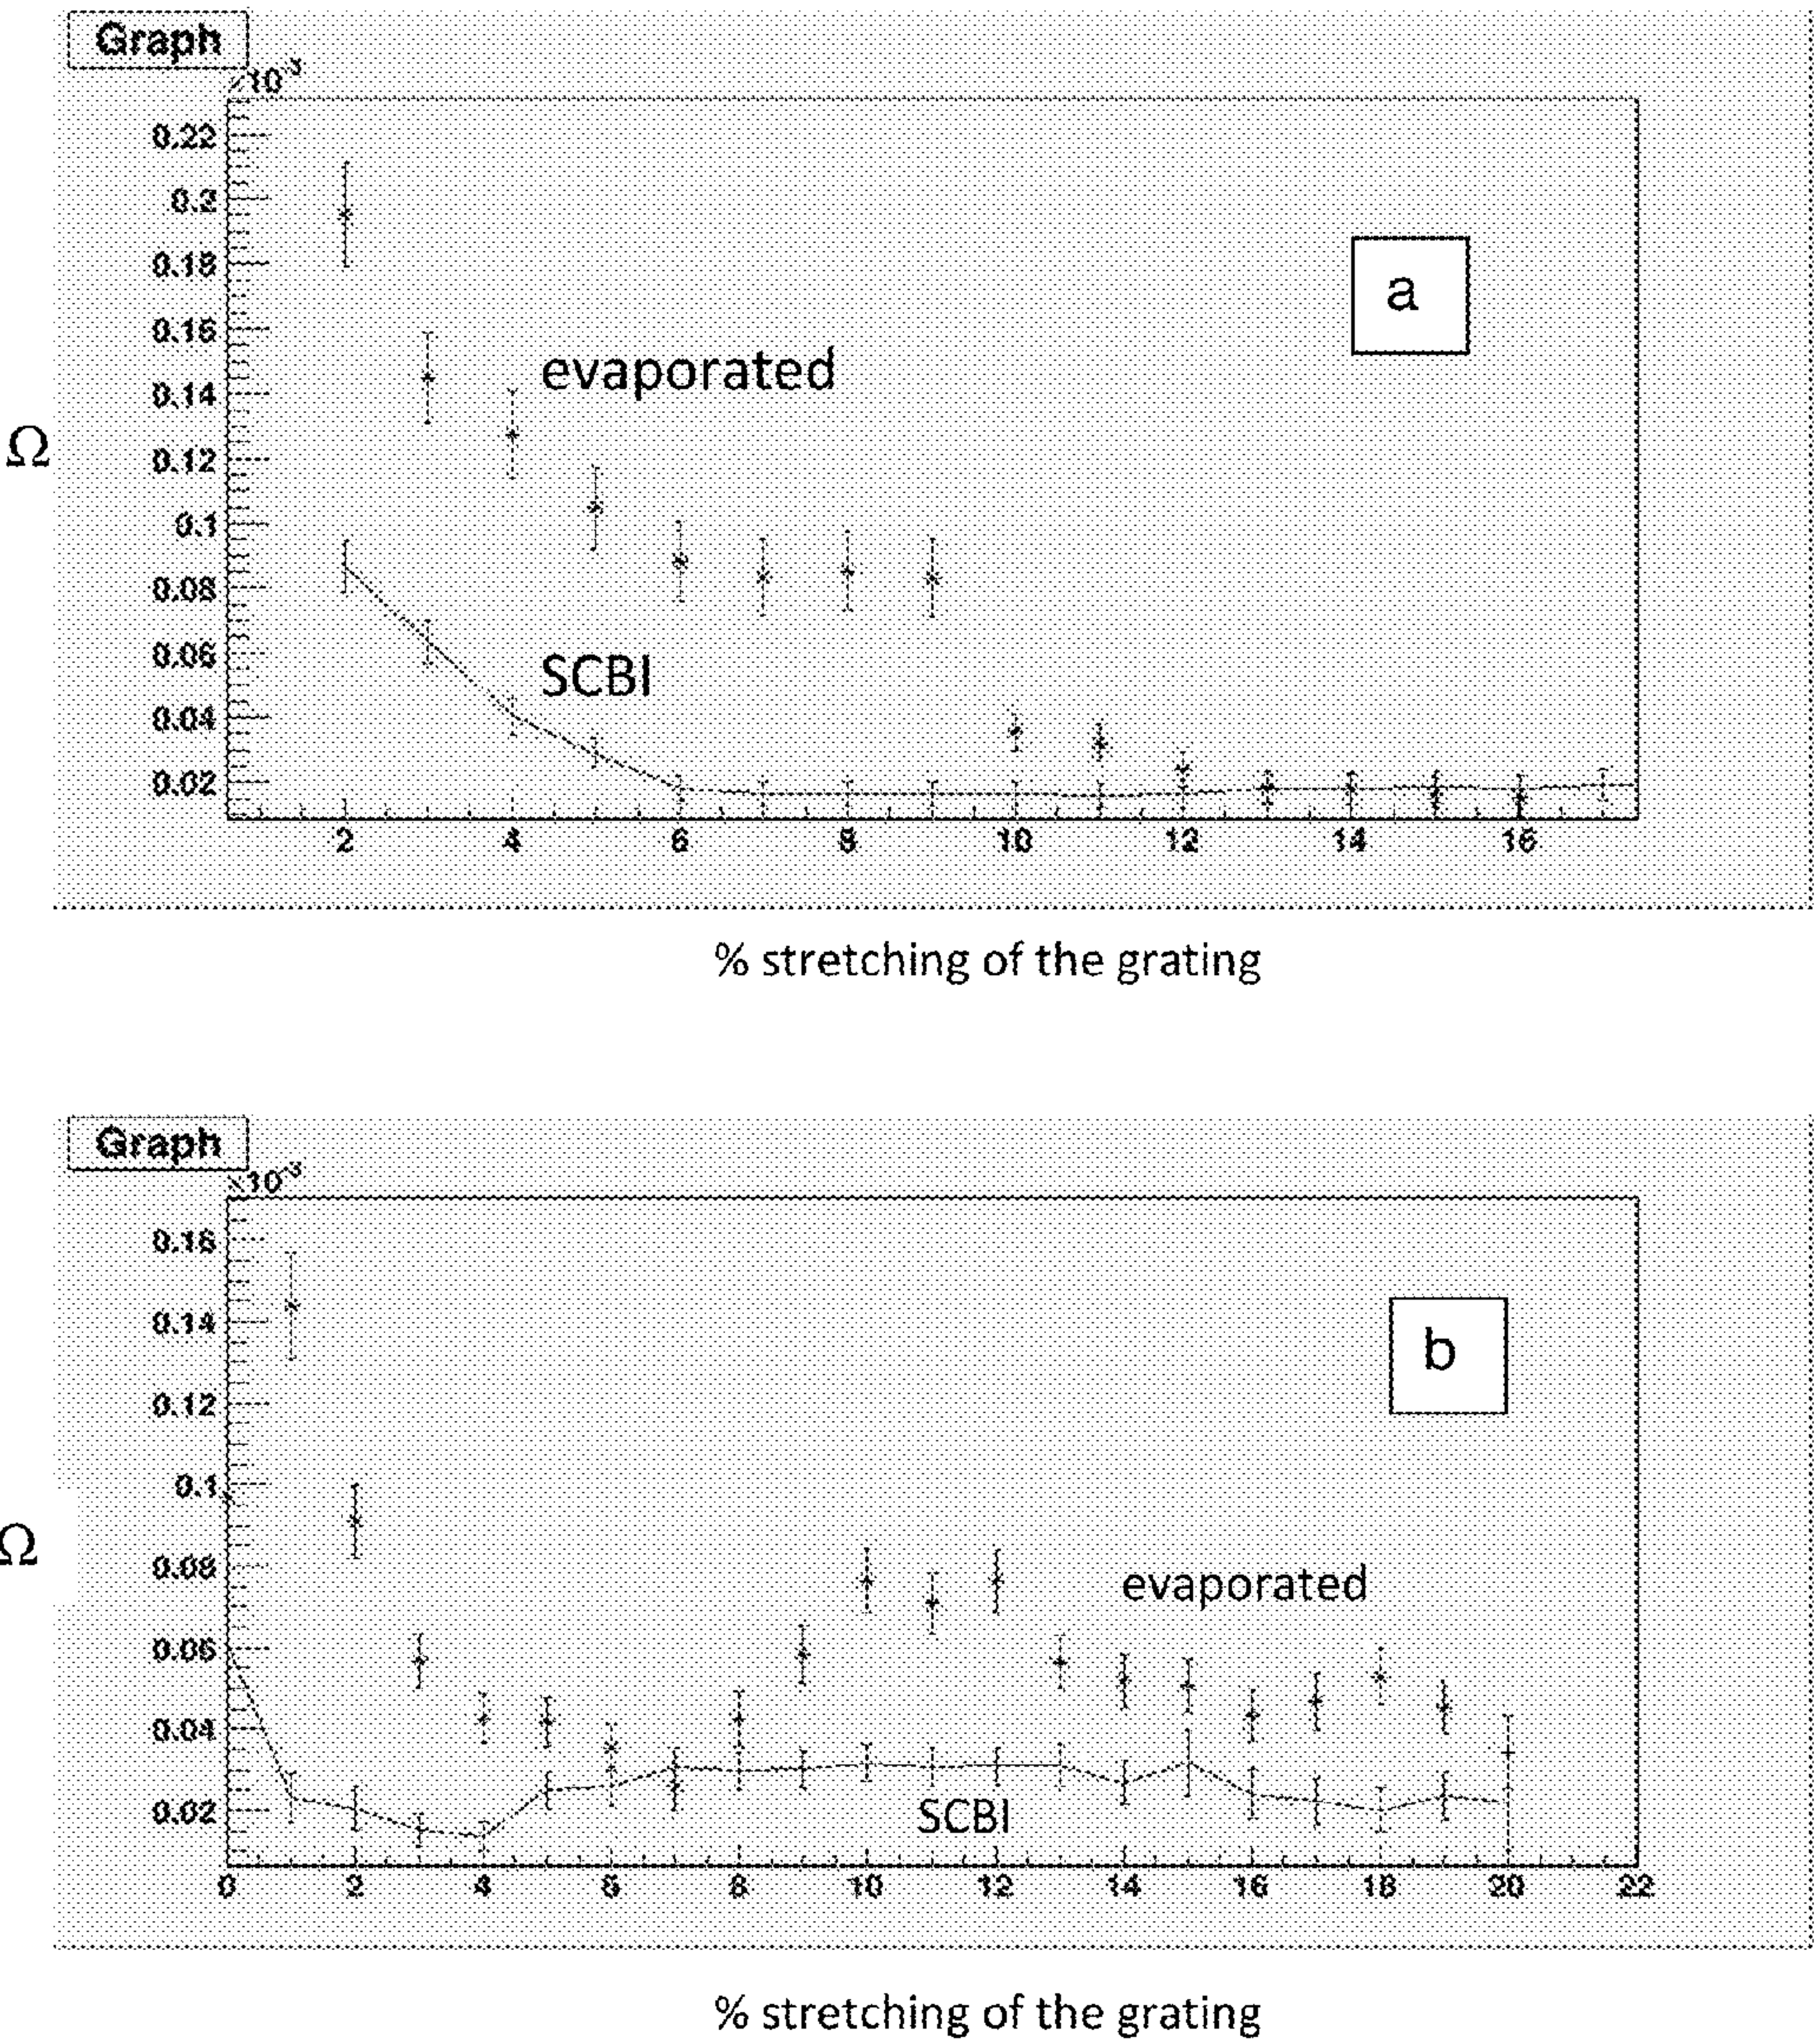 Graph
×10⁻³
0.22
0.2
0.18
0.16
0.14
0.12
0.1
0.08
0.06
0.04
0.02
Ω
evaporated
SCBI
a
2 4 6 8 10 12 14 16
% stretching of the grating
Graph
×10⁻³
0.16
0.14
0.12
0.1
0.08
0.06
0.04
0.02
Ω
b
evaporated
SCBI
0 2 4 6 8 10 12 14 16 18 20 22
% stretching of the grating